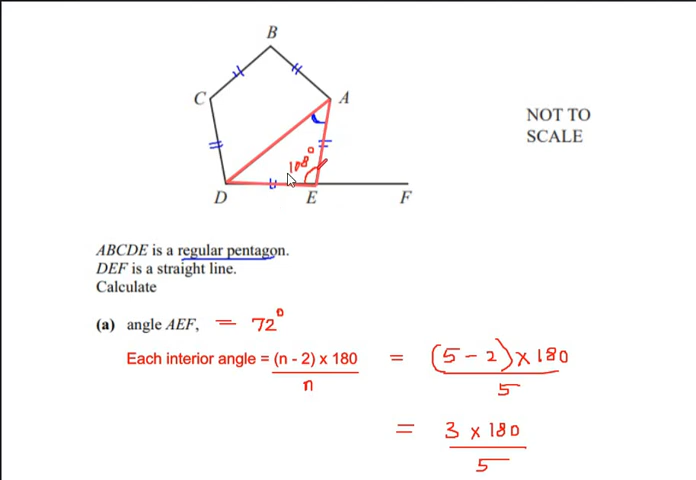 B
C
A
NOT TO
SCALE
108°
D
E
F
ABCDE is a regular pentagon.
DEF is a straight line.
Calculate
(a) angle AEF, = 72°
Each interior angle = (n - 2) x 180 / n = (5 - 2) x 180 / 5
= 3 x 180 / 5